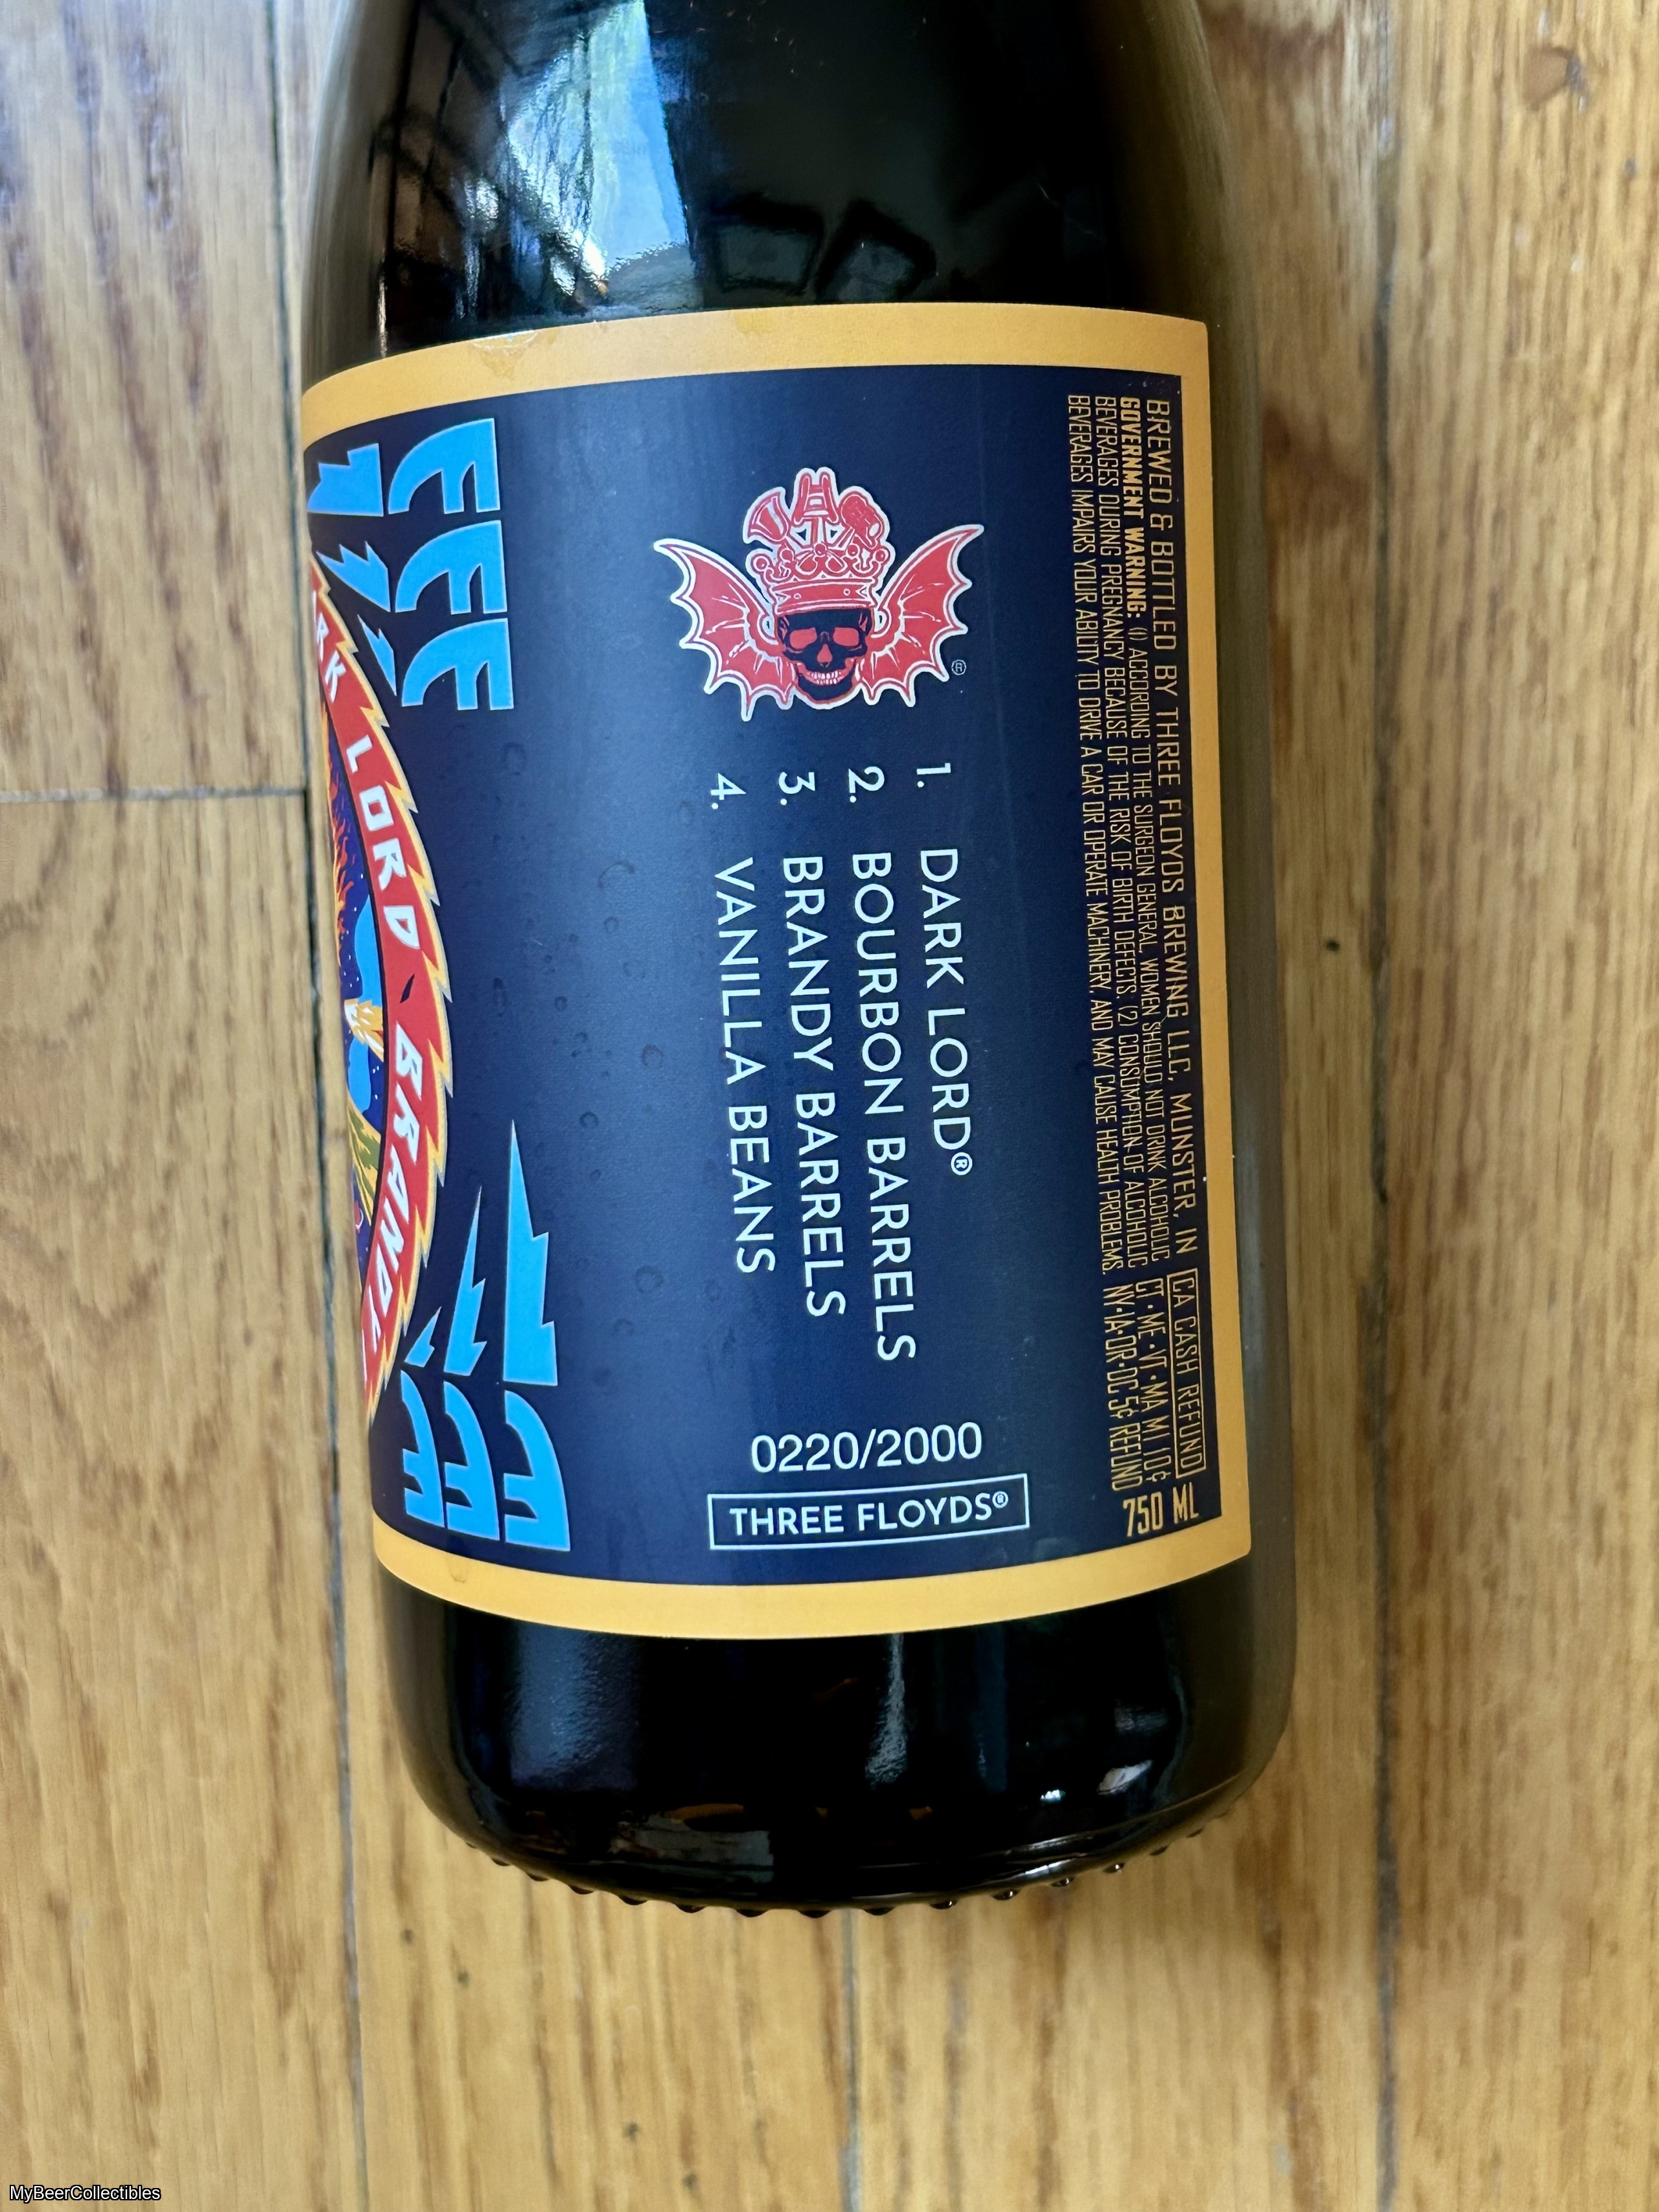 RK LORD BRANDY
1. DARK LORD®
2. BOURBON BARRELS
3. BRANDY BARRELS
4. VANILLA BEANS
0220/2000
THREE FLOYDS®
BREWED & BOTTLED BY THREE FLOYDS BREWING LLC, MUNSTER, IN
GOVERNMENT WARNING: (1) ACCORDING TO THE SURGEON GENERAL, WOMEN SHOULD NOT DRINK ALCOHOLIC
BEVERAGES DURING PREGNANCY BECAUSE OF THE RISK OF BIRTH DEFECTS. (2) CONSUMPTION OF ALCOHOLIC
BEVERAGES IMPAIRS YOUR ABILITY TO DRIVE A CAR OR OPERATE MACHINERY, AND MAY CAUSE HEALTH PROBLEMS.
CA CASH REFUND
CT•ME•VT•MA MI 10¢
NY•IA•OR•DC 5¢ REFUND
750 ML
MyBeerCollectibles